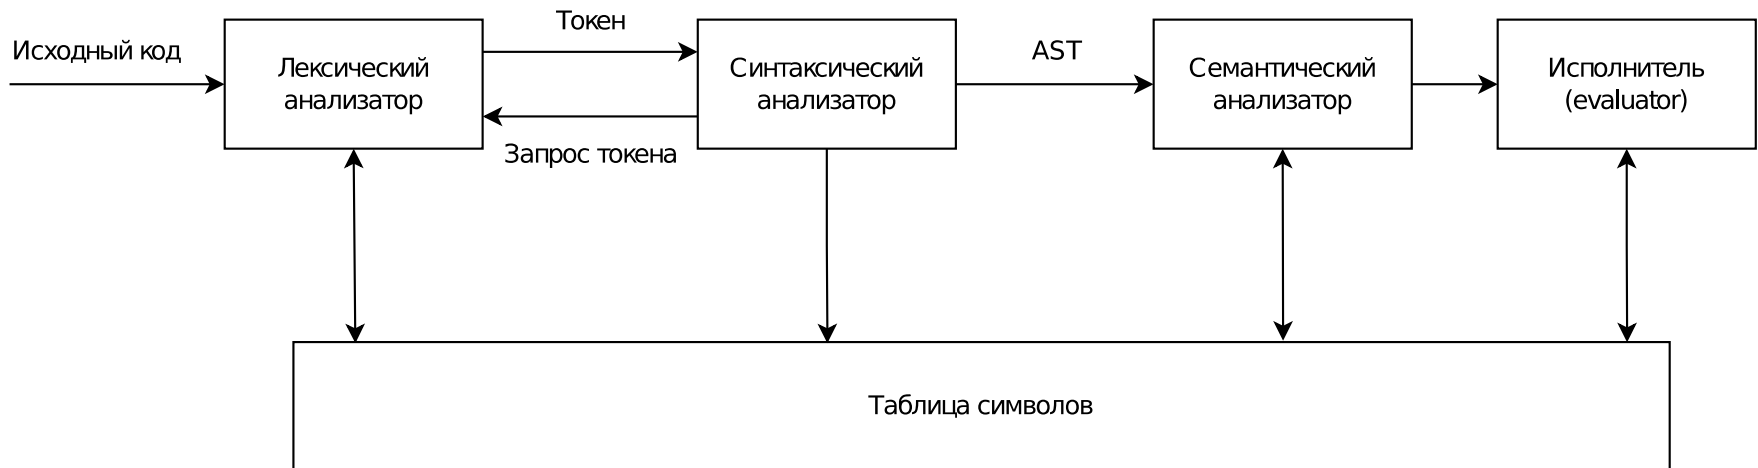 Исходный код
Лексический
анализатор
Токен
Запрос токена
Синтаксический
анализатор
AST
Семантический
анализатор
Исполнитель
(evaluator)
Таблица символов